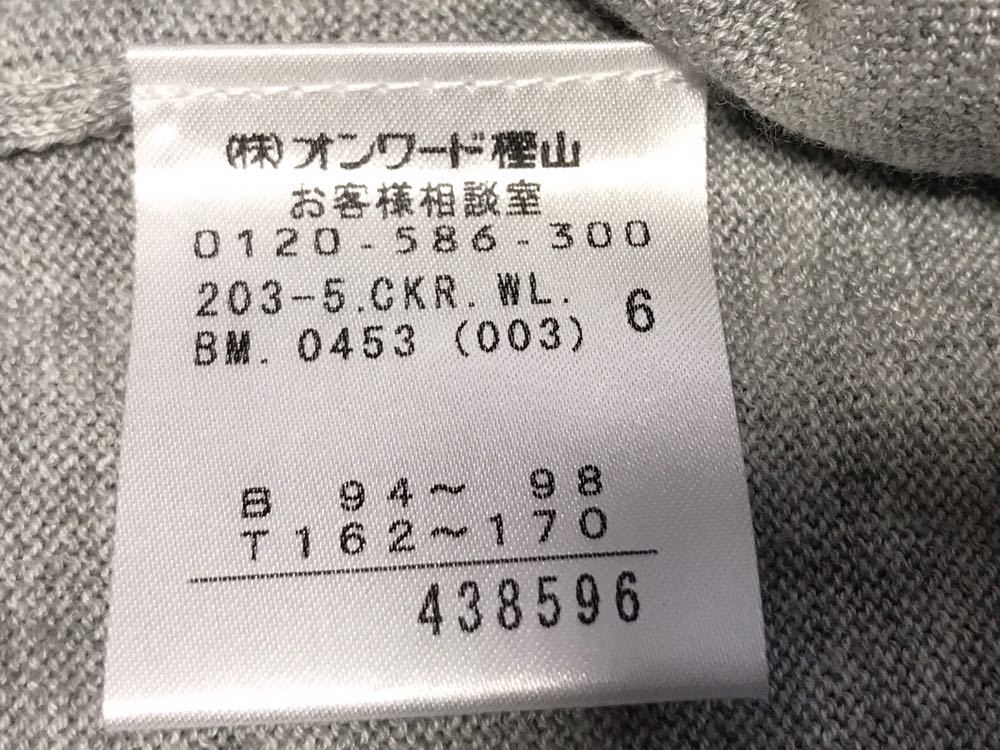 (株)オンワード樫山
お客様相談室
0120-586-300
203-5.CKR.WL.
BM.0453 (003) 6
B 94〜 98
T162〜170
438596